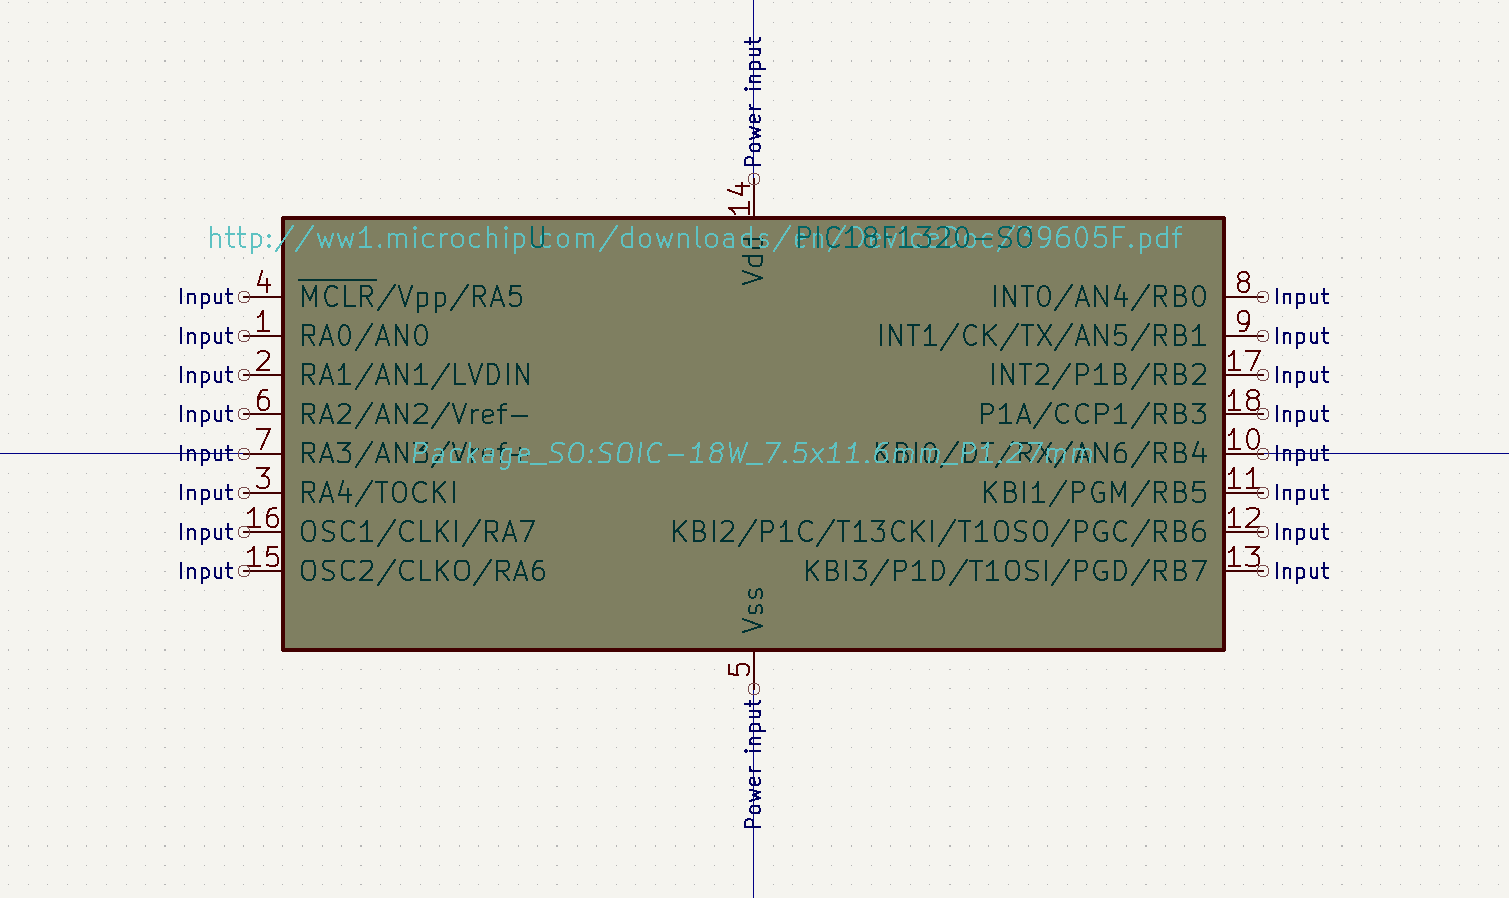 Power input
14
http://ww1.microchip.com/downloads/en/DeviceDoc/39605F.pdf
U
PIC18F1320-SO
Vdd
Input 4 MCLR/Vpp/RA5 INT0/AN4/RB0 8 Input
Input 1 RA0/AN0 INT1/CK/TX/AN5/RB1 9 Input
Input 2 RA1/AN1/LVDIN INT2/P1B/RB2 17 Input
Input 6 RA2/AN2/Vref- P1A/CCP1/RB3 18 Input
Input 7 RA3/AN3/Vref+ KBI0/DT/RX/AN6/RB4 10 Input
Package_SO:SOIC-18W_7.5x11.6mm_P1.27mm
Input 3 RA4/TOCKI KBI1/PGM/RB5 11 Input
Input 16 OSC1/CLKI/RA7 KBI2/P1C/T13CKI/T1OSO/PGC/RB6 12 Input
Input 15 OSC2/CLKO/RA6 KBI3/P1D/T1OSI/PGD/RB7 13 Input
Vss
5
Power input